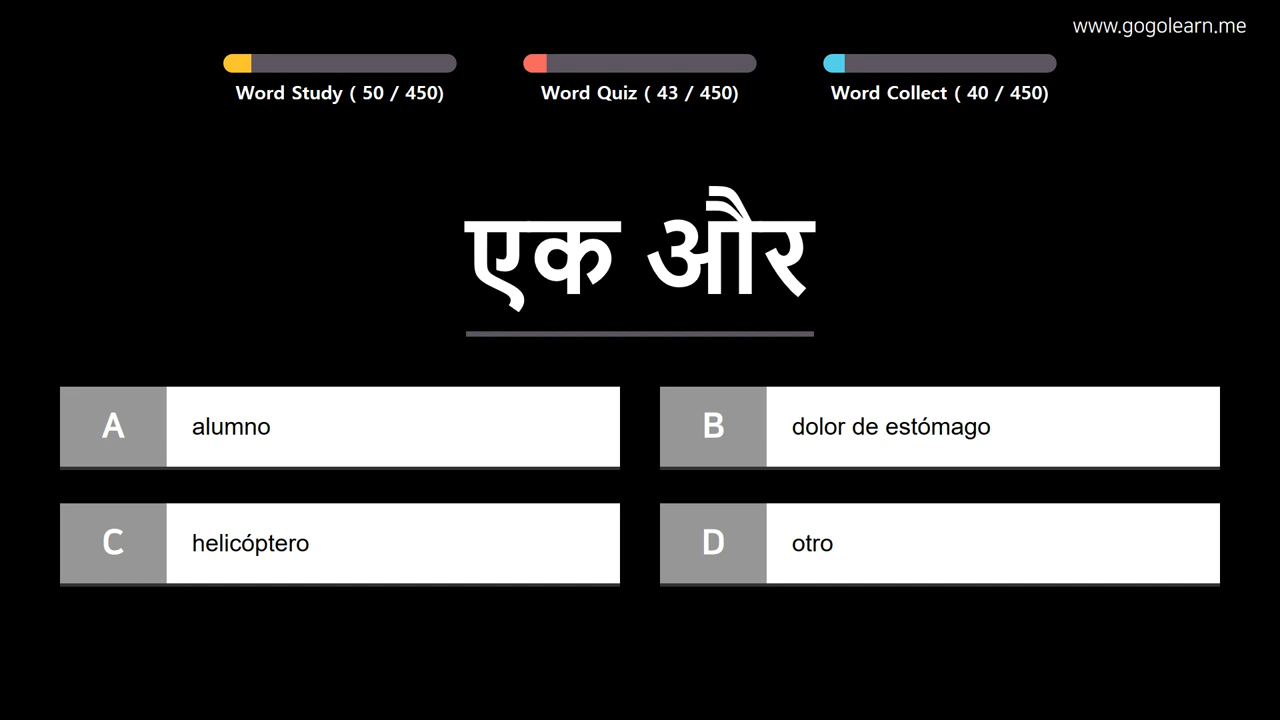 www.gogolearn.me
Word Study ( 50 / 450)
Word Quiz ( 43 / 450)
Word Collect ( 40 / 450)
एक और
A
alumno
B
dolor de estómago
C
helicóptero
D
otro